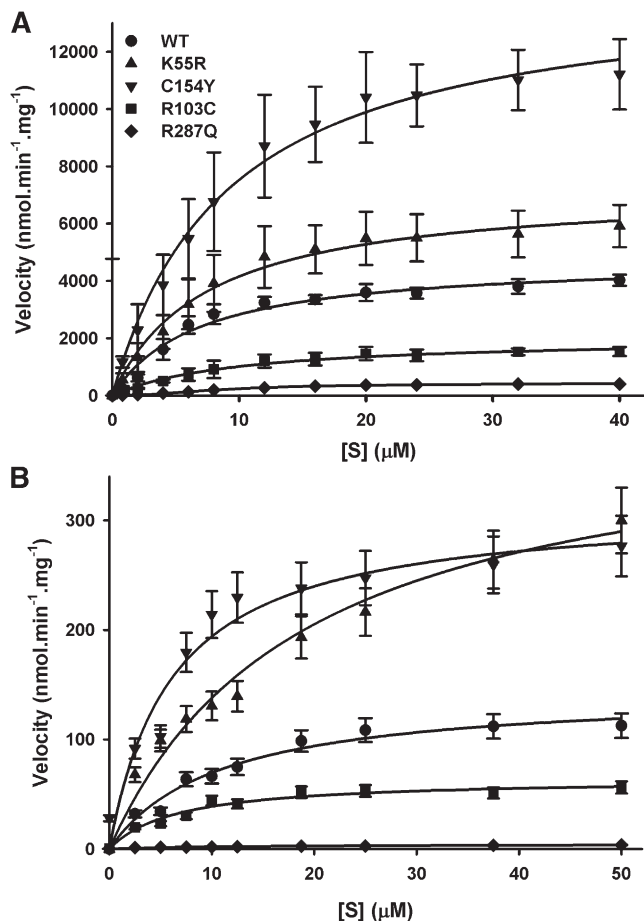 A
WT
K55R
C154Y
R103C
R287Q
Velocity (nmol.min⁻¹.mg⁻¹)
12000
10000
8000
6000
4000
2000
0
0 10 20 30 40
[S] (μM)
B
Velocity (nmol.min⁻¹.mg⁻¹)
300
200
100
0
0 10 20 30 40 50
[S] (μM)